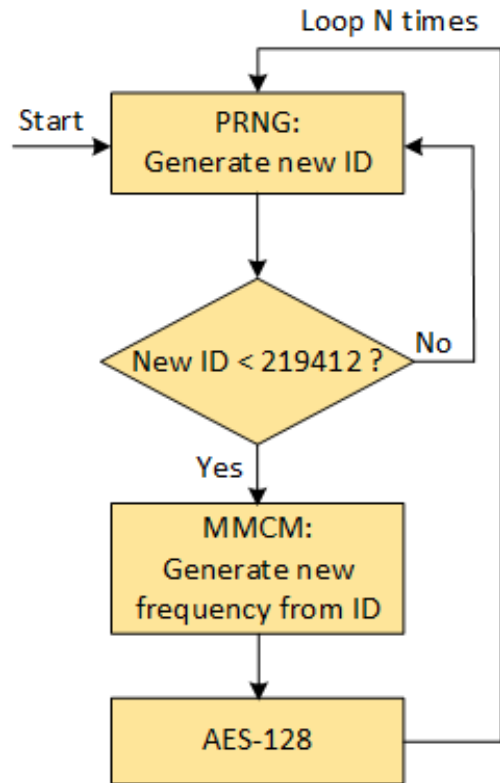 Loop N times
Start
PRNG:
Generate new ID
New ID < 219412 ?
No
Yes
MMCM:
Generate new
frequency from ID
AES-128